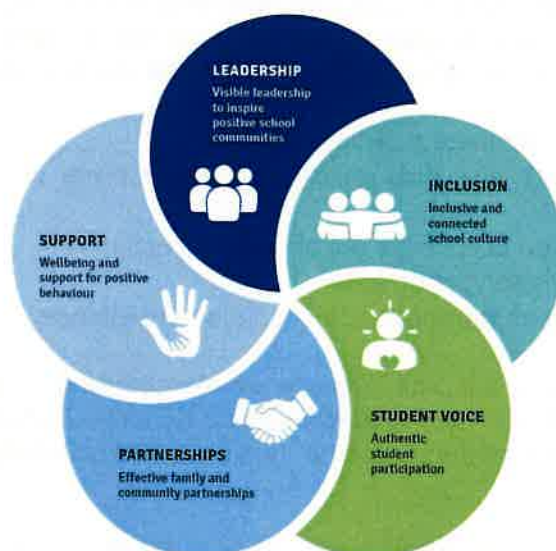 LEADERSHIP
Visible leadership
to inspire
positive school
communities
INCLUSION
Inclusive and
connected
school culture
STUDENT VOICE
Authentic
student
participation
PARTNERSHIPS
Effective family and
community partnerships
SUPPORT
Wellbeing and
support for positive
behaviour